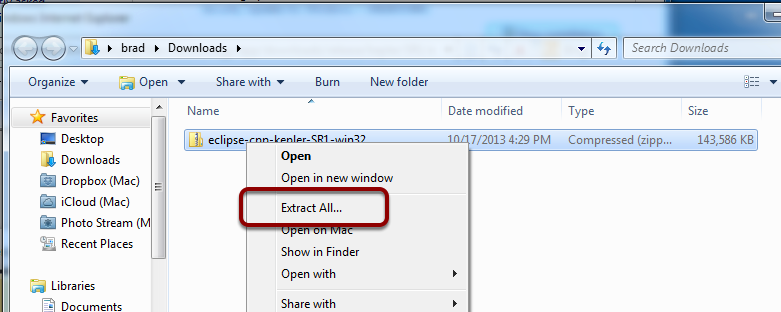 brad Downloads Search Downloads
Organize Open Share with Burn New folder
Favorites
Desktop
Downloads
Dropbox (Mac)
iCloud (Mac)
Photo Stream (Mac)
Recent Places
Libraries
Documents
Name Date modified Type Size
eclipse-cpp-kepler-SR1-win32 10/17/2013 4:29 PM Compressed (zipp... 143,586 KB
Open
Open in new window
Extract All...
Open on Mac
Show in Finder
Open with
Share with